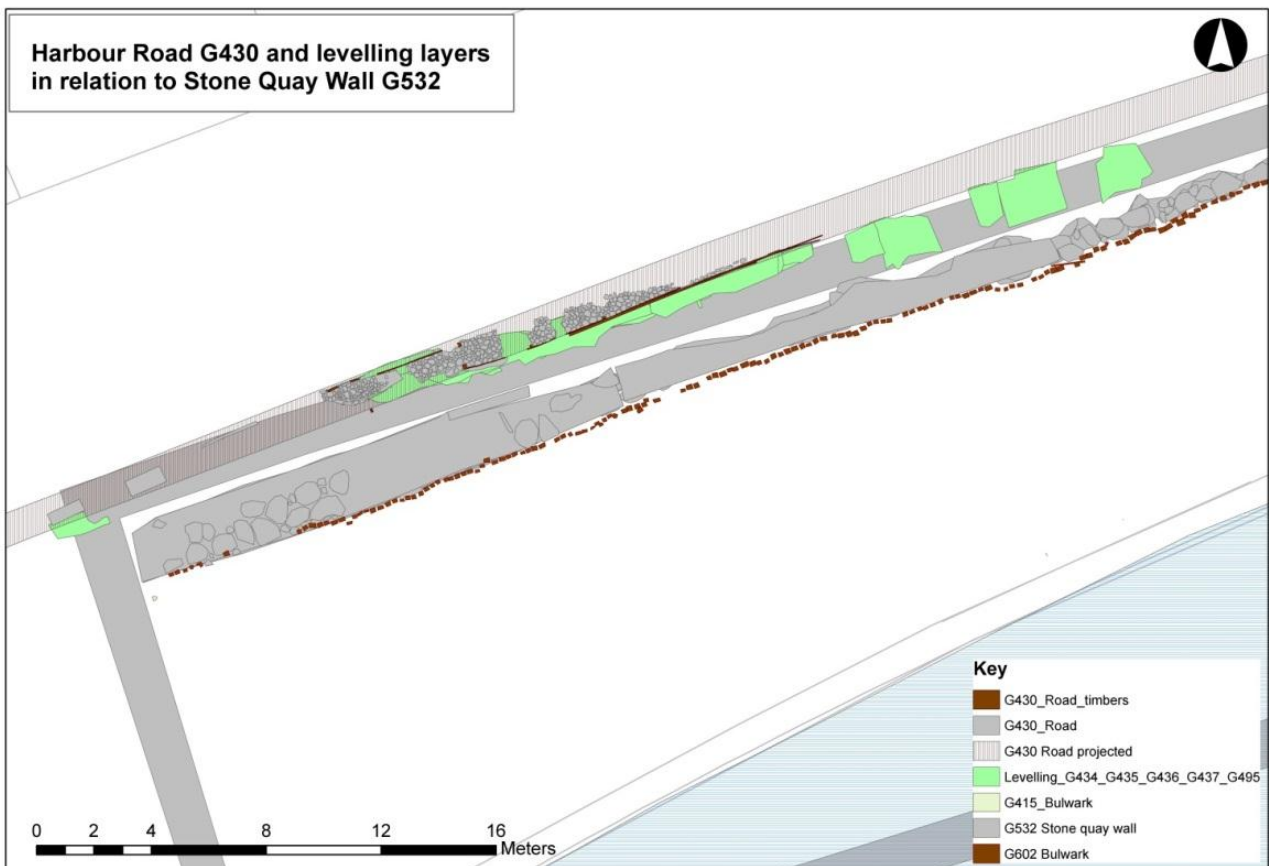 Harbour Road G430 and levelling layers
in relation to Stone Quay Wall G532
Key
G430_Road_timbers
G430_Road
G430 Road projected
Levelling_G434_G435_G436_G437_G495
G415_Bulwark
G532 Stone quay wall
G602 Bulwark
0 2 4 8 12 16
Meters